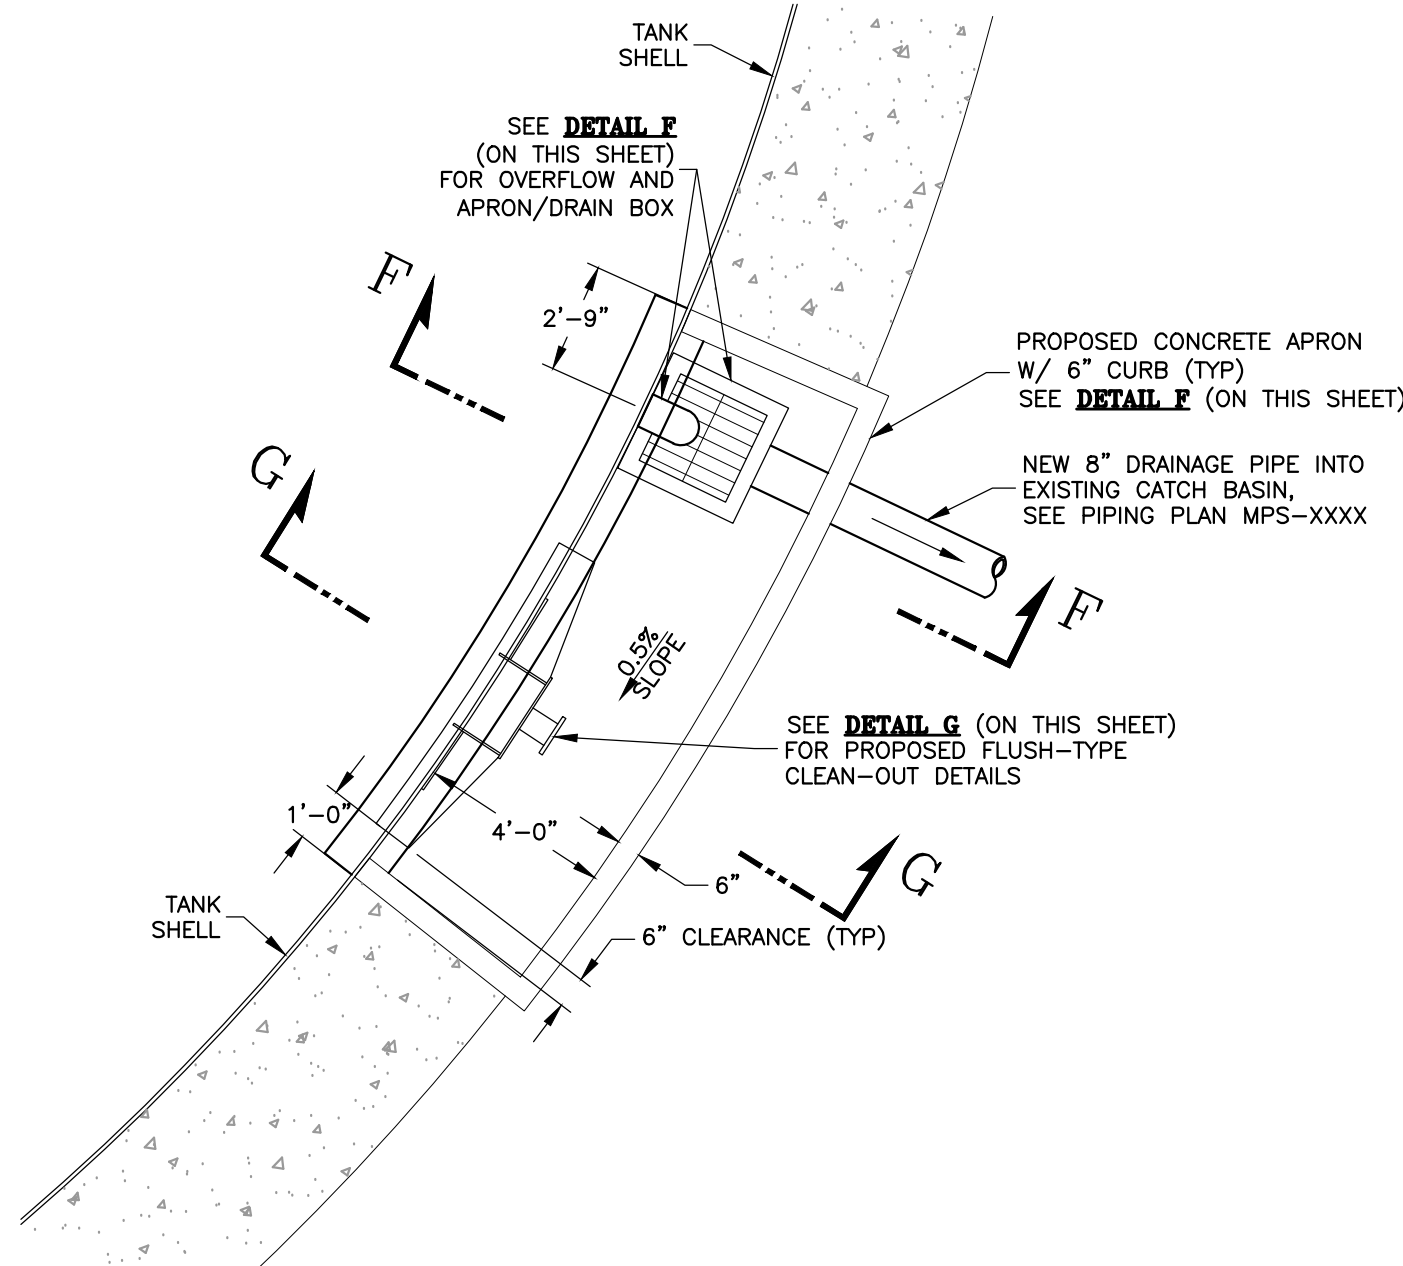 TANK
SHELL
SEE DETAIL F
(ON THIS SHEET)
FOR OVERFLOW AND
APRON/DRAIN BOX
F
2'-9"
PROPOSED CONCRETE APRON
W/ 6" CURB (TYP)
SEE DETAIL F (ON THIS SHEET)
G
NEW 8" DRAINAGE PIPE INTO
EXISTING CATCH BASIN,
SEE PIPING PLAN MPS-XXXX
F
0.5%
SLOPE
SEE DETAIL G (ON THIS SHEET)
FOR PROPOSED FLUSH-TYPE
CLEAN-OUT DETAILS
1'-0"
4'-0"
G
6"
TANK
SHELL
6" CLEARANCE (TYP)